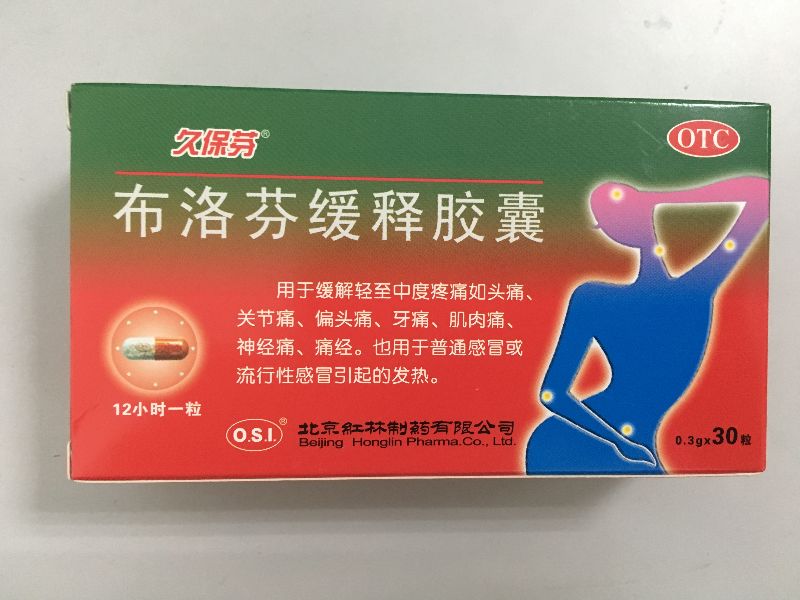 久保芬®
OTC
布洛芬缓释胶囊
用于缓解轻至中度疼痛如头痛、
关节痛、偏头痛、牙痛、肌肉痛、
神经痛、痛经。也用于普通感冒或
流行性感冒引起的发热。
12小时一粒
O.S.I.®
北京紅林制药有限公司
Beijing Honglin Pharma.Co., Ltd.
0.3gx30粒